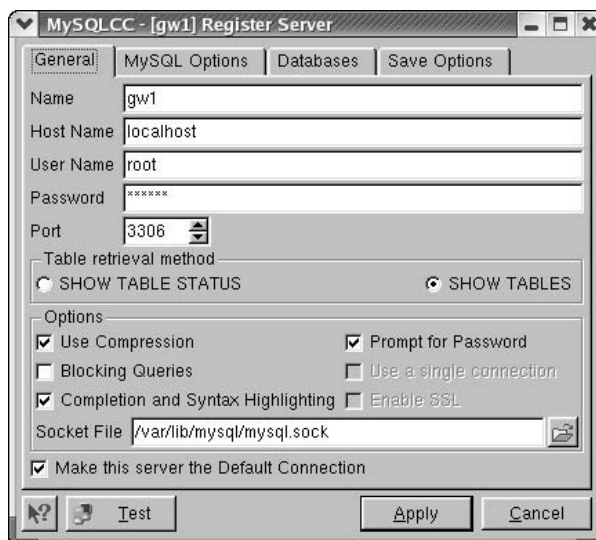 MySQLCC - [gw1] Register Server
General MySQL Options Databases Save Options
Name gw1
Host Name localhost
User Name root
Password ******
Port 3306
Table retrieval method
SHOW TABLE STATUS SHOW TABLES
Options
Use Compression Prompt for Password
Blocking Queries Use a single connection
Completion and Syntax Highlighting Enable SSL
Socket File /var/lib/mysql/mysql.sock
Make this server the Default Connection
? Test Apply Cancel